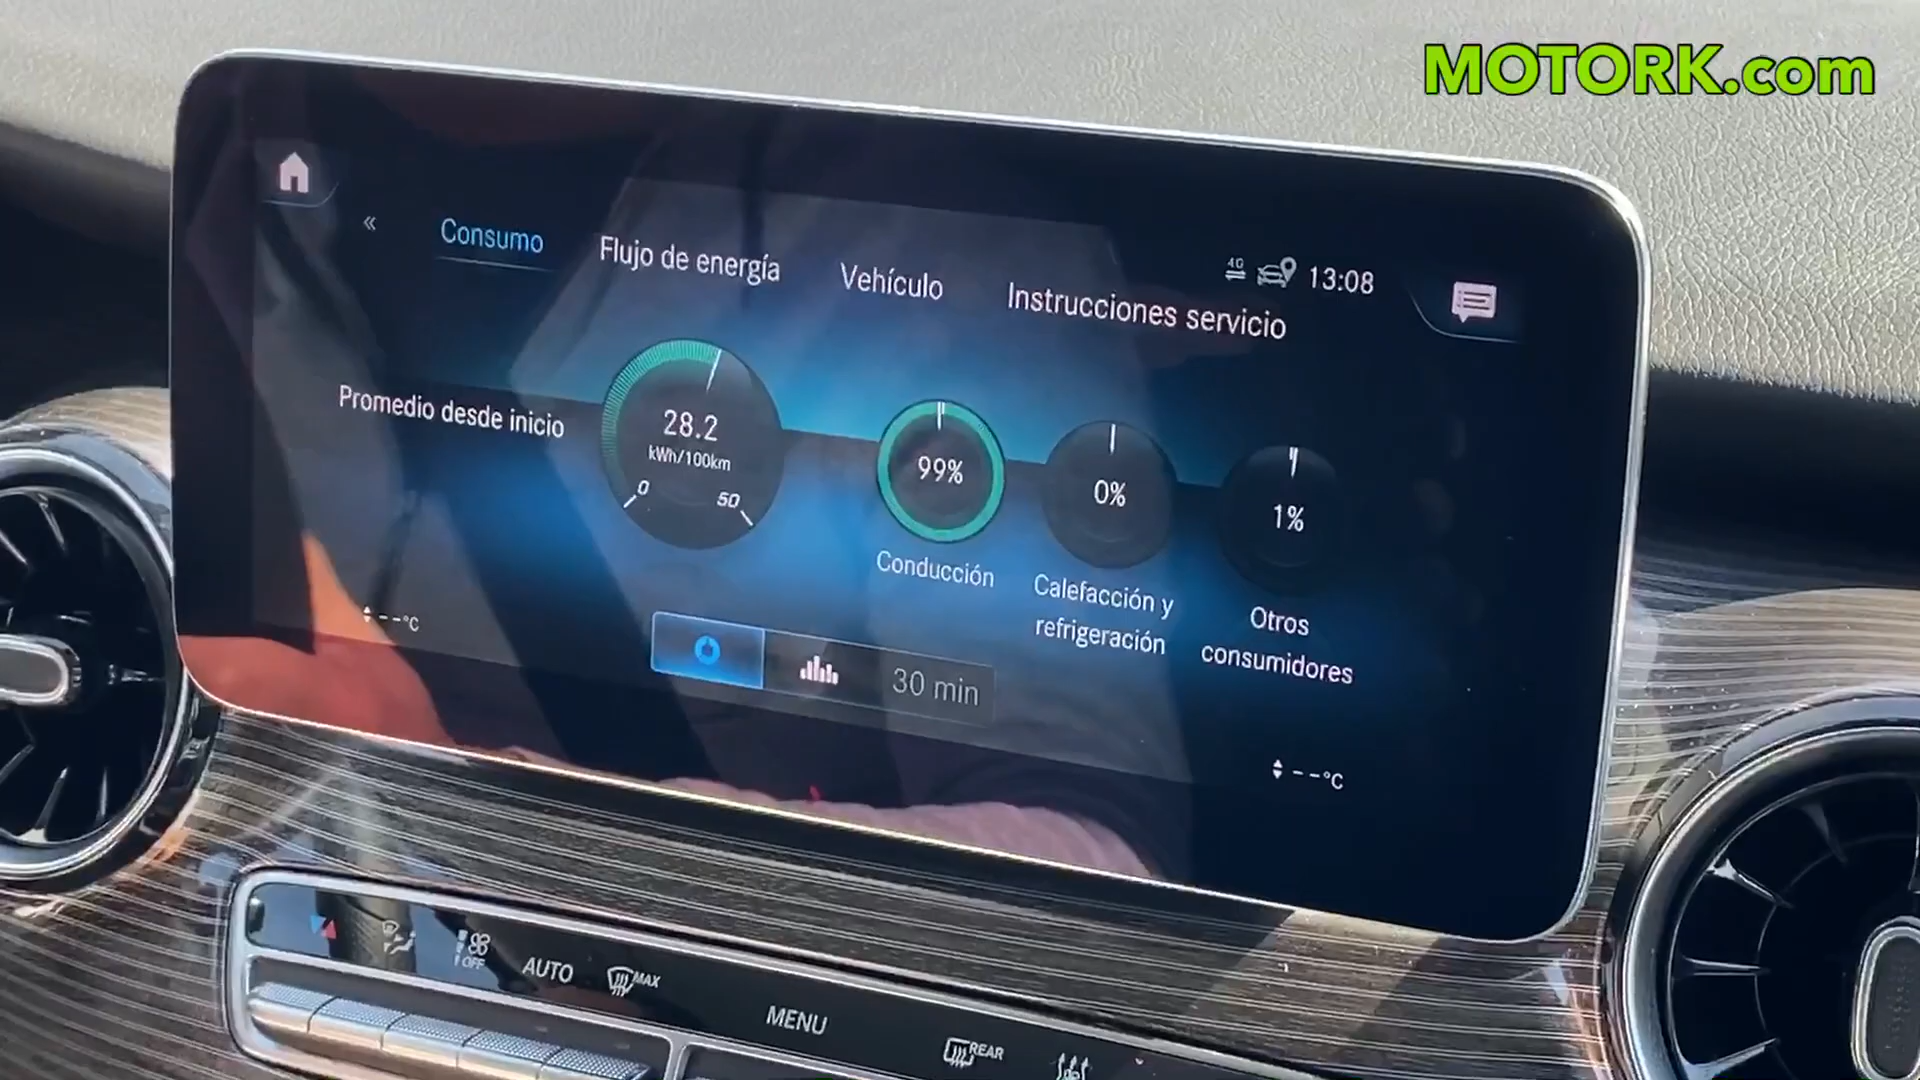 MOTORK.com
«
Consumo
Flujo de energía
Vehículo
Instrucciones servicio
4G
13:08
Promedio desde inicio
28.2
kWh/100km
0
50
99%
Conducción
0%
Calefacción y
refrigeración
1%
Otros
consumidores
--°C
30 min
--°C
OFF
AUTO
MAX
MENU
REAR